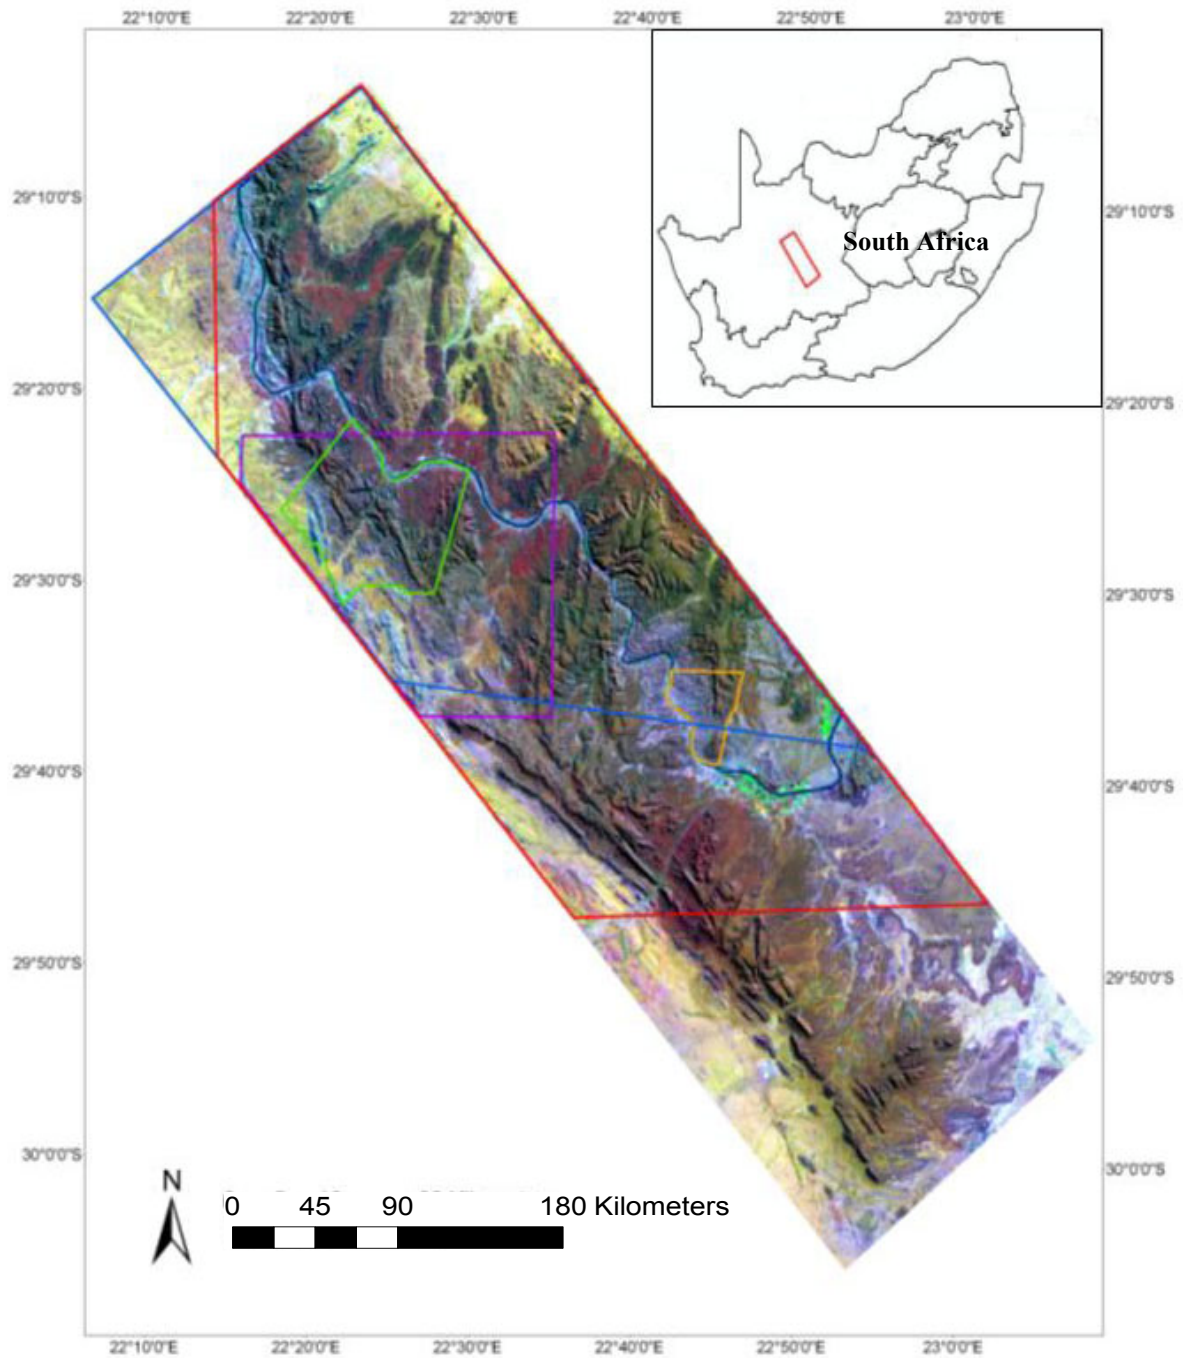 22°10'0"E 22°20'0"E 22°30'0"E 22°40'0"E 22°50'0"E 23°0'0"E
South Africa
29°10'0"S 29°10'0"S
29°20'0"S 29°20'0"S
29°30'0"S 29°30'0"S
29°40'0"S 29°40'0"S
29°50'0"S 29°50'0"S
30°0'0"S 30°0'0"S
N
0 45 90 180 Kilometers
22°10'0"E 22°20'0"E 22°30'0"E 22°40'0"E 22°50'0"E 23°0'0"E